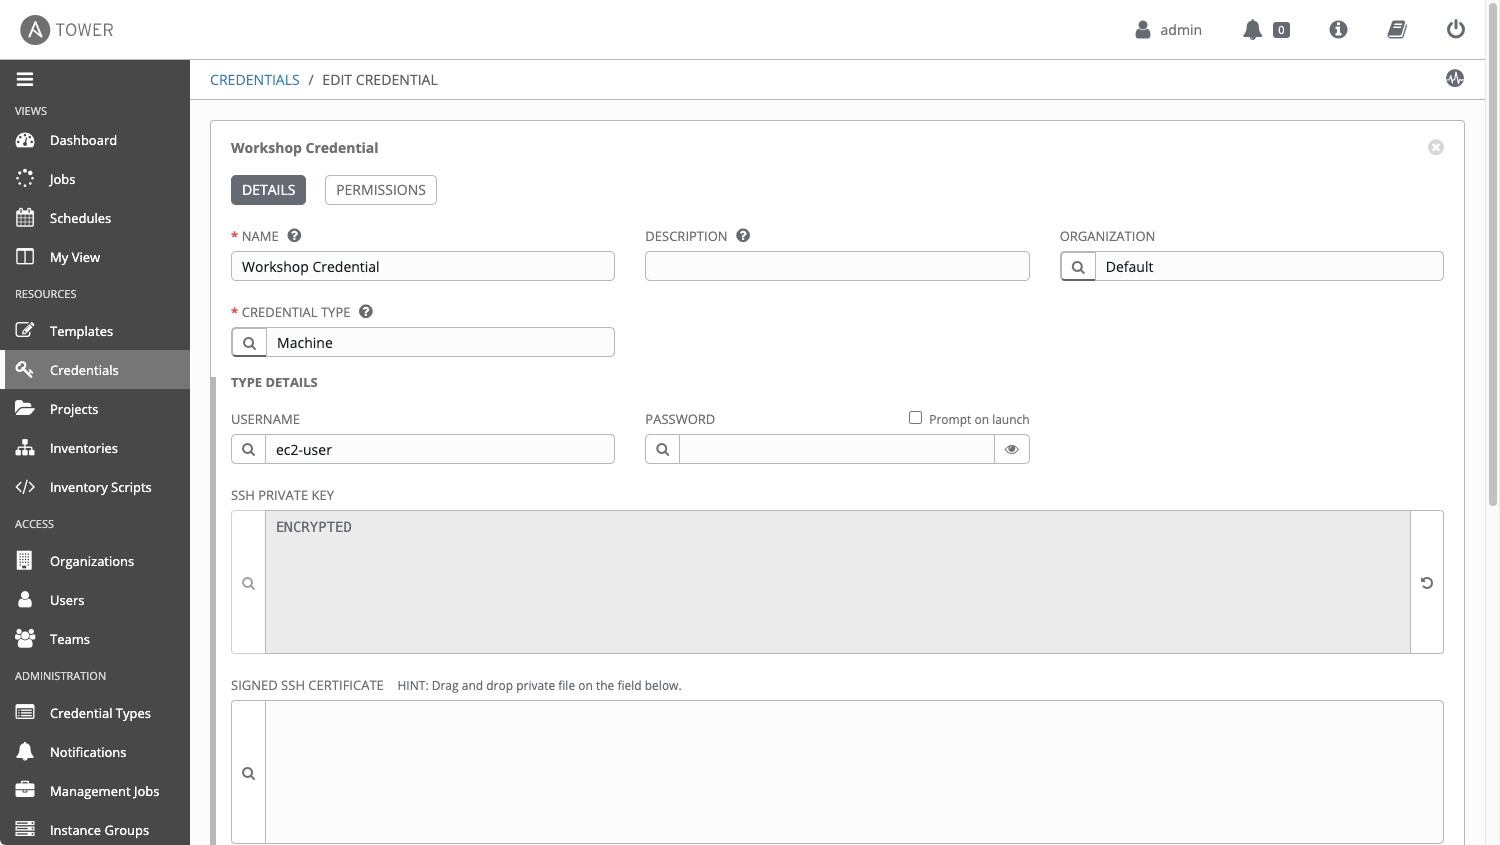 A TOWER
admin
0
CREDENTIALS / EDIT CREDENTIAL
VIEWS
Dashboard
Jobs
Schedules
My View
RESOURCES
Templates
Credentials
Projects
Inventories
Inventory Scripts
ACCESS
Organizations
Users
Teams
ADMINISTRATION
Credential Types
Notifications
Management Jobs
Instance Groups
Workshop Credential
DETAILS PERMISSIONS
* NAME ? DESCRIPTION ? ORGANIZATION
Workshop Credential Default
* CREDENTIAL TYPE ?
Machine
TYPE DETAILS
USERNAME PASSWORD Prompt on launch
ec2-user
SSH PRIVATE KEY
ENCRYPTED
SIGNED SSH CERTIFICATE HINT: Drag and drop private file on the field below.